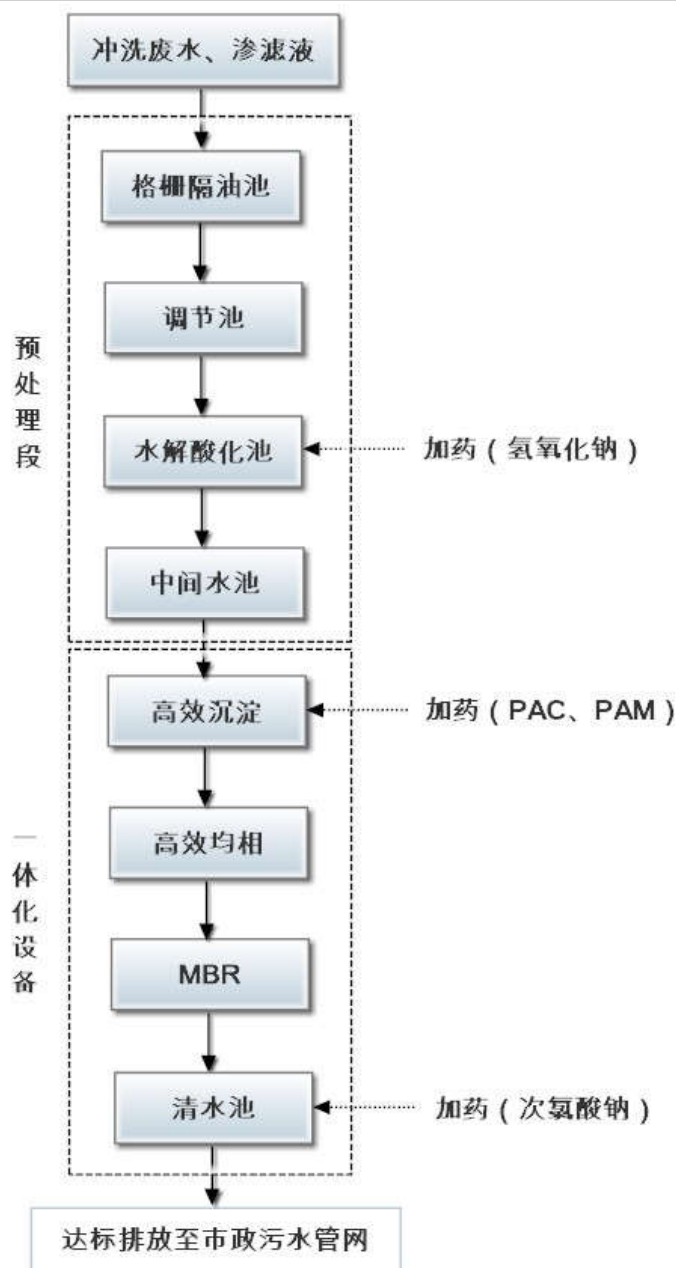 冲洗废水、渗滤液
格栅隔油池
调节池
预处理段
水解酸化池
加药（氢氧化钠）
中间水池
高效沉淀
加药（PAC、PAM）
高效均相
一体化设备
MBR
清水池
加药（次氯酸钠）
达标排放至市政污水管网